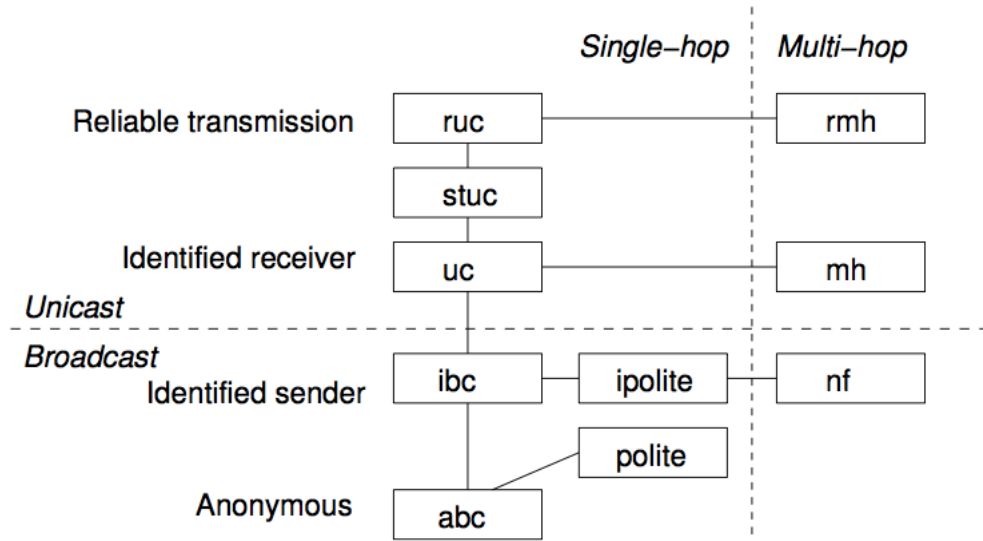 Single-hop Multi-hop
Reliable transmission ruc rmh
stuc
Identified receiver uc mh
Unicast
Broadcast
Identified sender ibc ipolite nf
polite
Anonymous abc